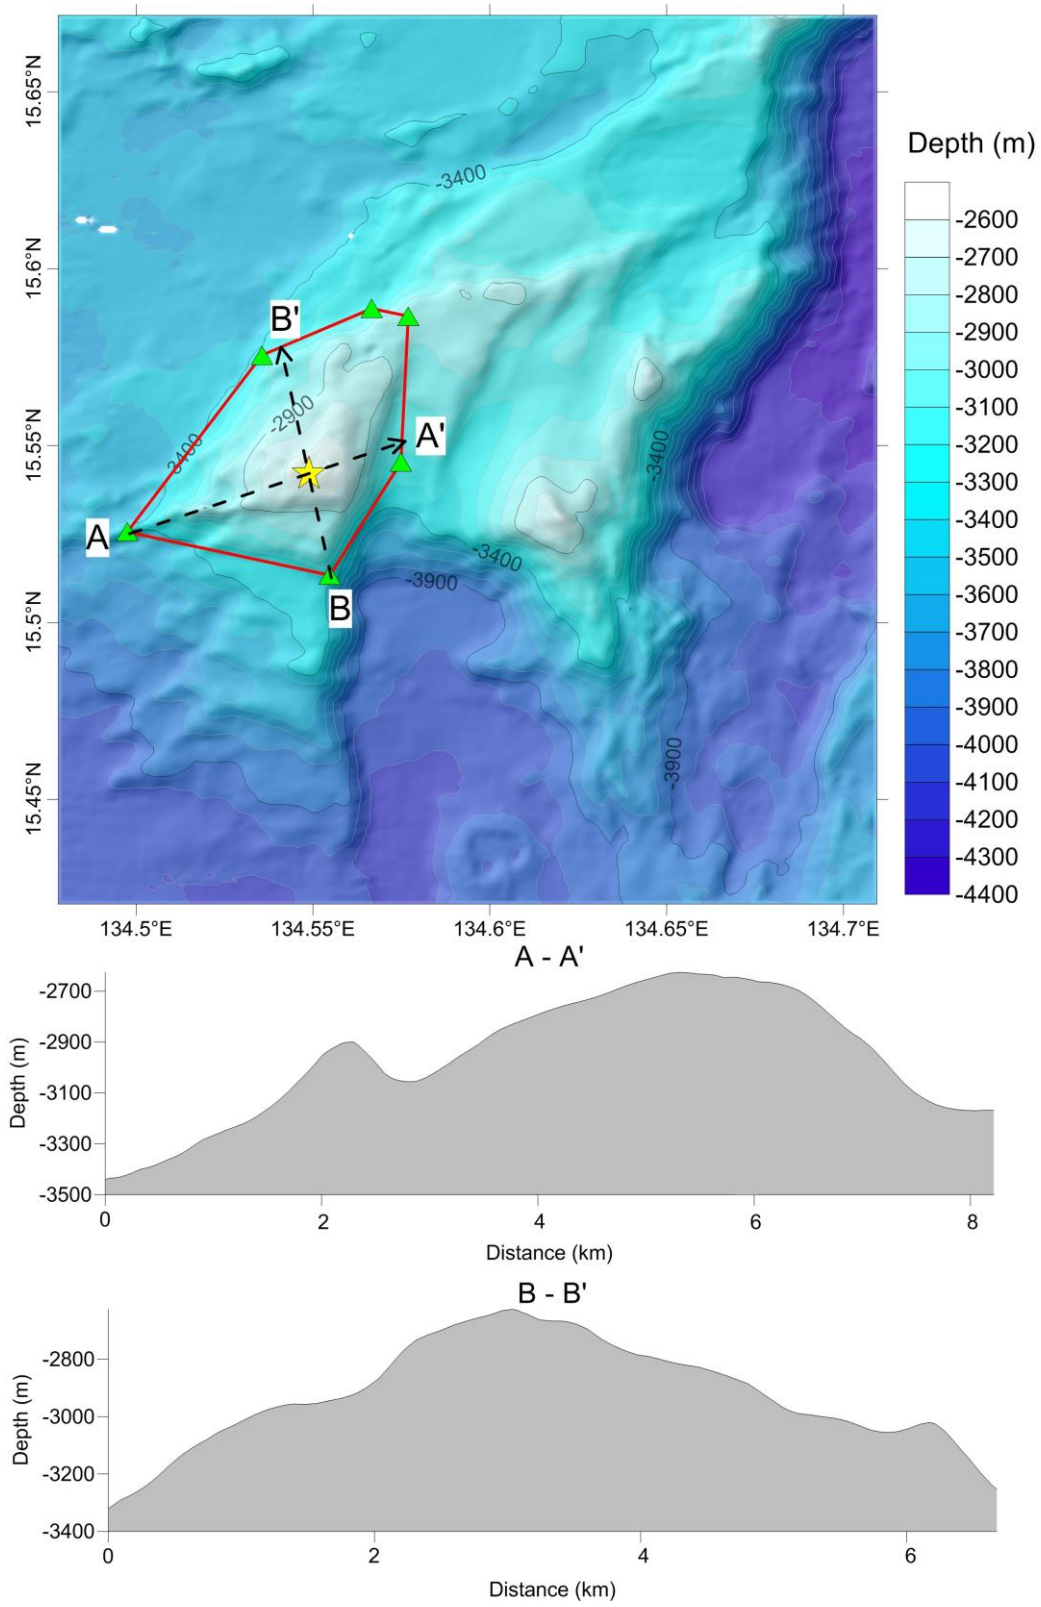 15.65°N
15.6°N
15.55°N
15.5°N
15.45°N
134.5°E
134.55°E
134.6°E
134.65°E
134.7°E
-3400
B'
-2900
3400
A'
A
-3400
-3400
-3900
B
-3900
Depth (m)
-2600
-2700
-2800
-2900
-3000
-3100
-3200
-3300
-3400
-3500
-3600
-3700
-3800
-3900
-4000
-4100
-4200
-4300
-4400
A - A'
Depth (m)
-2700
-2900
-3100
-3300
-3500
0 2 4 6 8
Distance (km)
B - B'
Depth (m)
-2800
-3000
-3200
-3400
0 2 4 6
Distance (km)